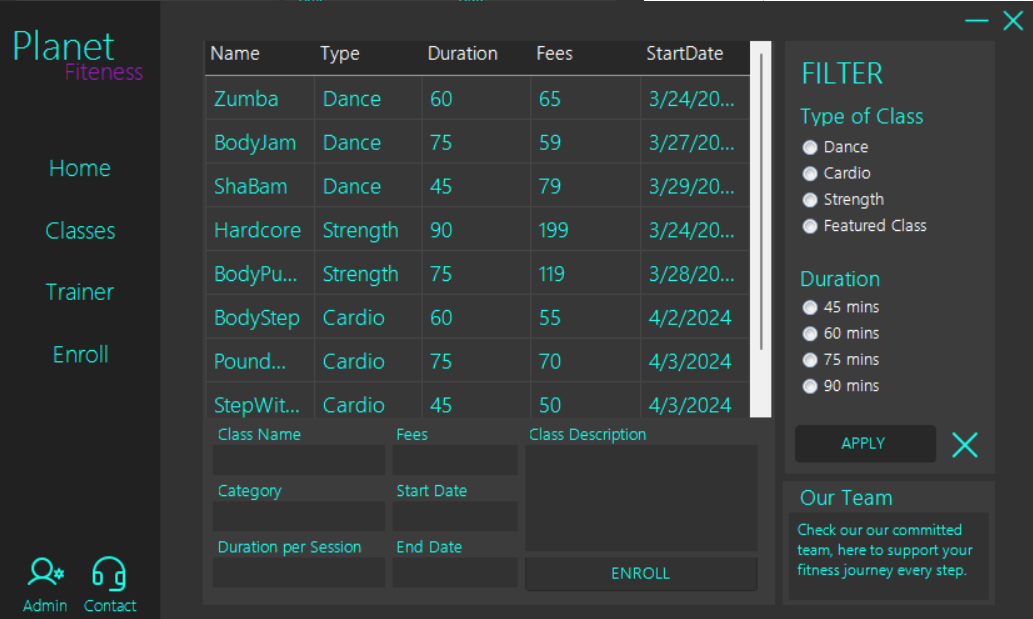 Planet
Fiteness
Home
Classes
Trainer
Enroll
Admin
Contact
Name Type Duration Fees StartDate
Zumba Dance 60 65 3/24/20...
BodyJam Dance 75 59 3/27/20...
ShaBam Dance 45 79 3/29/20...
Hardcore Strength 90 199 3/24/20...
BodyPu... Strength 75 119 3/28/20...
BodyStep Cardio 60 55 4/2/2024
Pound... Cardio 75 70 4/3/2024
StepWit... Cardio 45 50 4/3/2024
Class Name Fees Class Description
Category Start Date
Duration per Session End Date
ENROLL
FILTER
Type of Class
Dance
Cardio
Strength
Featured Class
Duration
45 mins
60 mins
75 mins
90 mins
APPLY
Our Team
Check our our committed
team, here to support your
fitness journey every step.